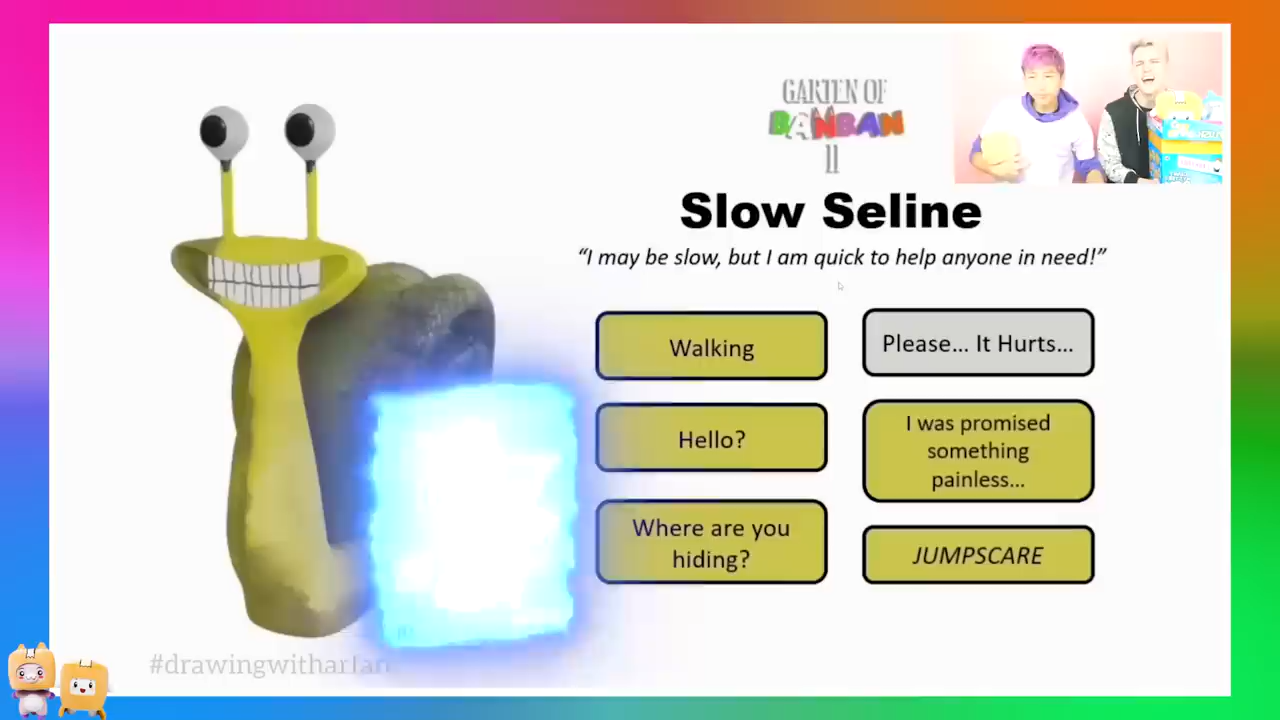 GARTEN OF
BANBAN
II
Slow Seline
“I may be slow, but I am quick to help anyone in need!”
Walking
Please... It Hurts...
Hello?
I was promised
something
painless...
Where are you
hiding?
JUMPSCARE
#drawingwitharfan